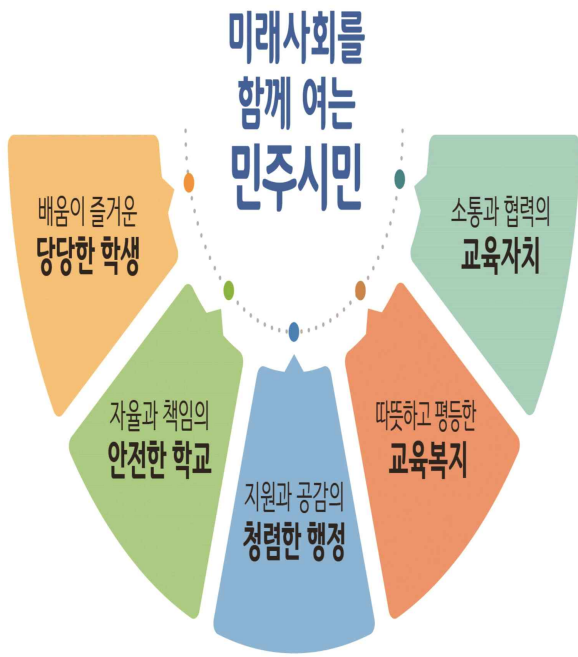 미래사회를
함께 여는
민주시민
배움이 즐거운
당당한 학생
자율과 책임의
안전한 학교
지원과 공감의
청렴한 행정
따뜻하고 평등한
교육복지
소통과 협력의
교육자치